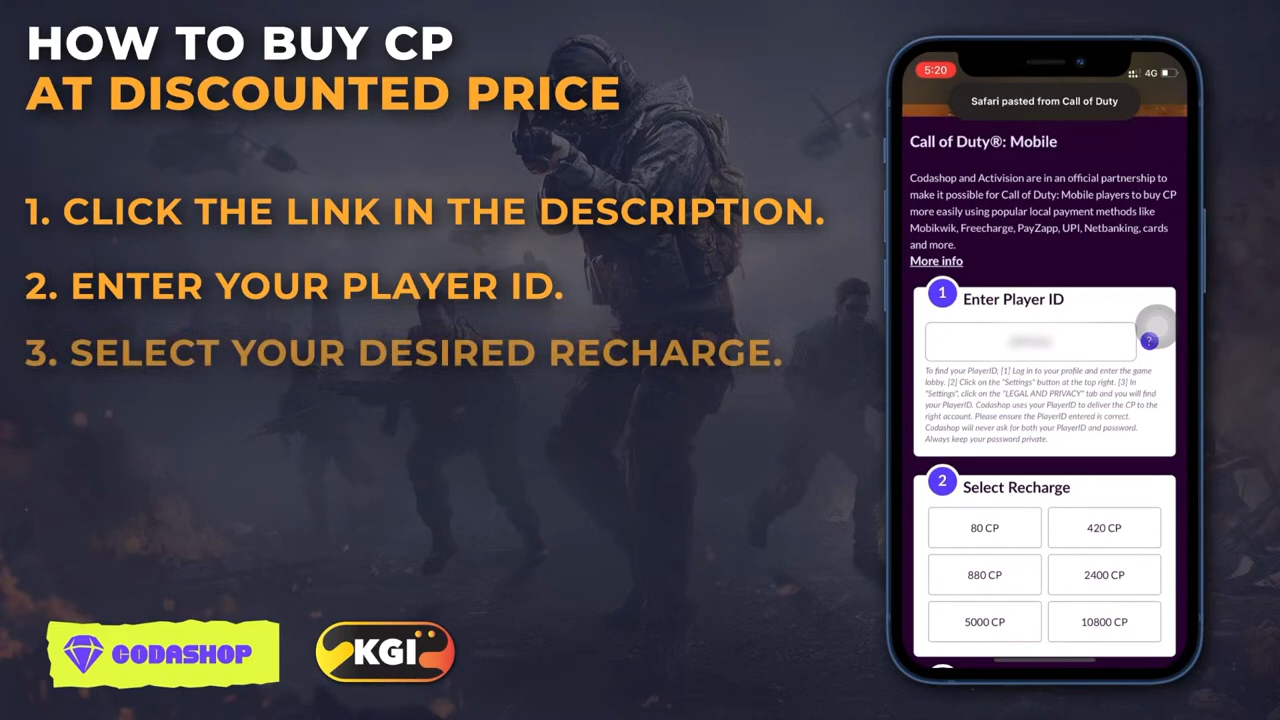 HOW TO BUY CP
AT DISCOUNTED PRICE
1. CLICK THE LINK IN THE DESCRIPTION.
2. ENTER YOUR PLAYER ID.
3. SELECT YOUR DESIRED RECHARGE.
CODASHOP
KGI
5:20
4G
Safari pasted from Call of Duty
Call of Duty®: Mobile
Codashop and Activision are in an official partnership to
make it possible for Call of Duty: Mobile players to buy CP
more easily using popular local payment methods like
Mobikwik, Freecharge, PayZapp, UPI, Netbanking, cards
and more.
More info
1 Enter Player ID
?
To find your PlayerID, [1] Log in to your profile and enter the game
lobby. [2] Click on the "Settings" button at the top right. [3] In
"Settings", click on the "LEGAL AND PRIVACY" tab and you will find
your PlayerID. Codashop uses your PlayerID to deliver the CP to the
right account. Please ensure the PlayerID entered is correct.
Codashop will never ask for both your PlayerID and password.
Always keep your password private.
2 Select Recharge
80 CP
420 CP
880 CP
2400 CP
5000 CP
10800 CP